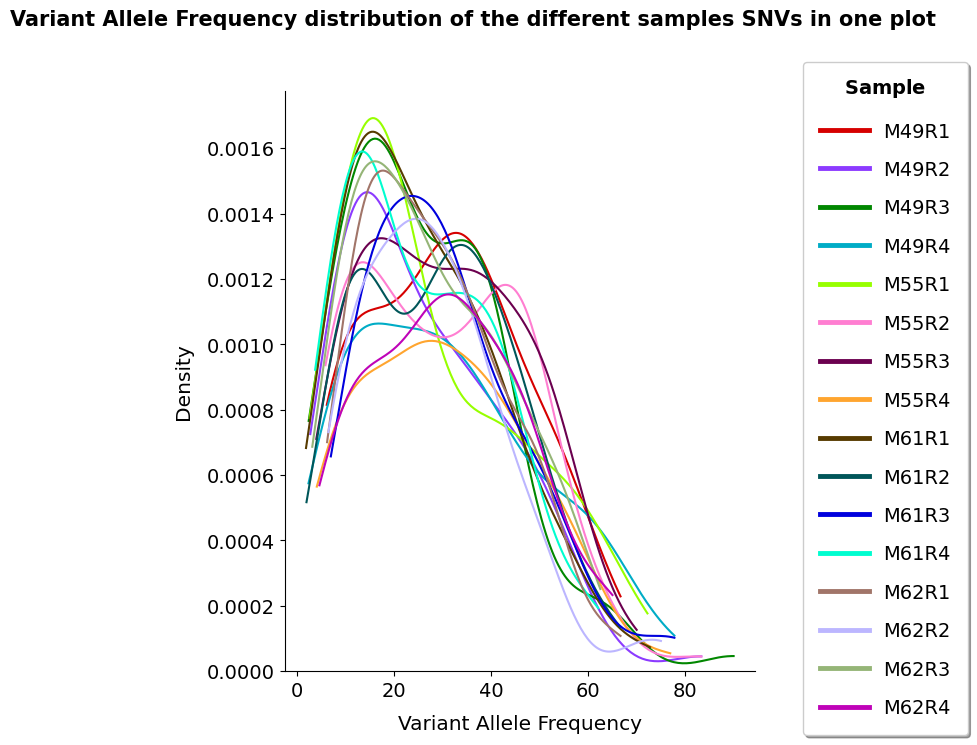 Variant Allele Frequency distribution of the different samples SNVs in one plot
Sample
M49R1
M49R2
M49R3
M49R4
M55R1
M55R2
M55R3
M55R4
M61R1
M61R2
M61R3
M61R4
M62R1
M62R2
M62R3
M62R4
Density
0.0016
0.0014
0.0012
0.0010
0.0008
0.0006
0.0004
0.0002
0.0000
0 20 40 60 80
Variant Allele Frequency